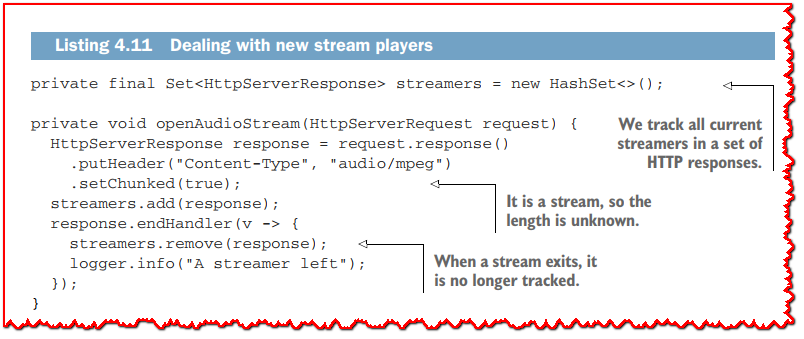 Listing 4.11 Dealing with new stream players
private final Set<HttpServerResponse> streamers = new HashSet<>();
private void openAudioStream(HttpServerRequest request) {
HttpServerResponse response = request.response()
.putHeader("Content-Type", "audio/mpeg")
.setChunked(true);
streamers.add(response);
response.endHandler(v -> {
streamers.remove(response);
logger.info("A streamer left");
});
}
We track all current
streamers in a set of
HTTP responses.
It is a stream, so the
length is unknown.
When a stream exits, it
is no longer tracked.